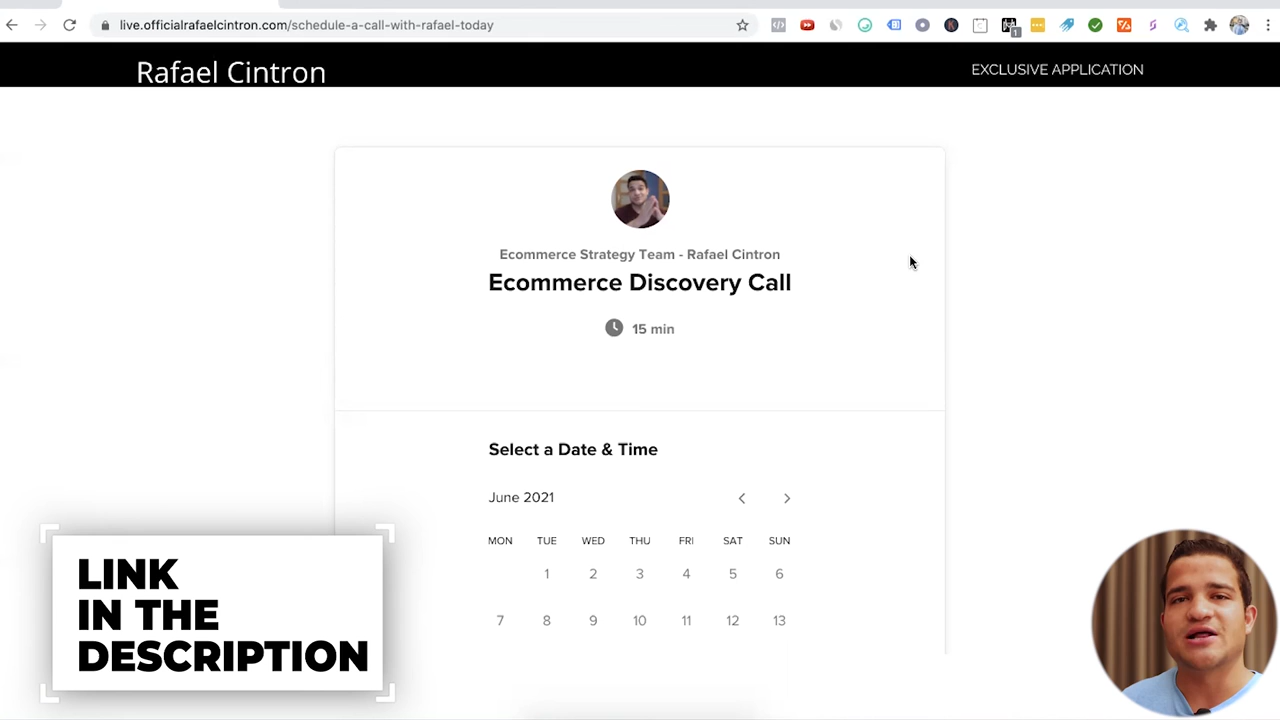 live.officialrafaelcintron.com/schedule-a-call-with-rafael-today
1
Rafael Cintron
EXCLUSIVE APPLICATION
Ecommerce Strategy Team - Rafael Cintron
Ecommerce Discovery Call
15 min
Select a Date & Time
June 2021
MON TUE WED THU FRI SAT SUN
1 2 3 4 5 6
7 8 9 10 11 12 13
LINK
IN THE
DESCRIPTION